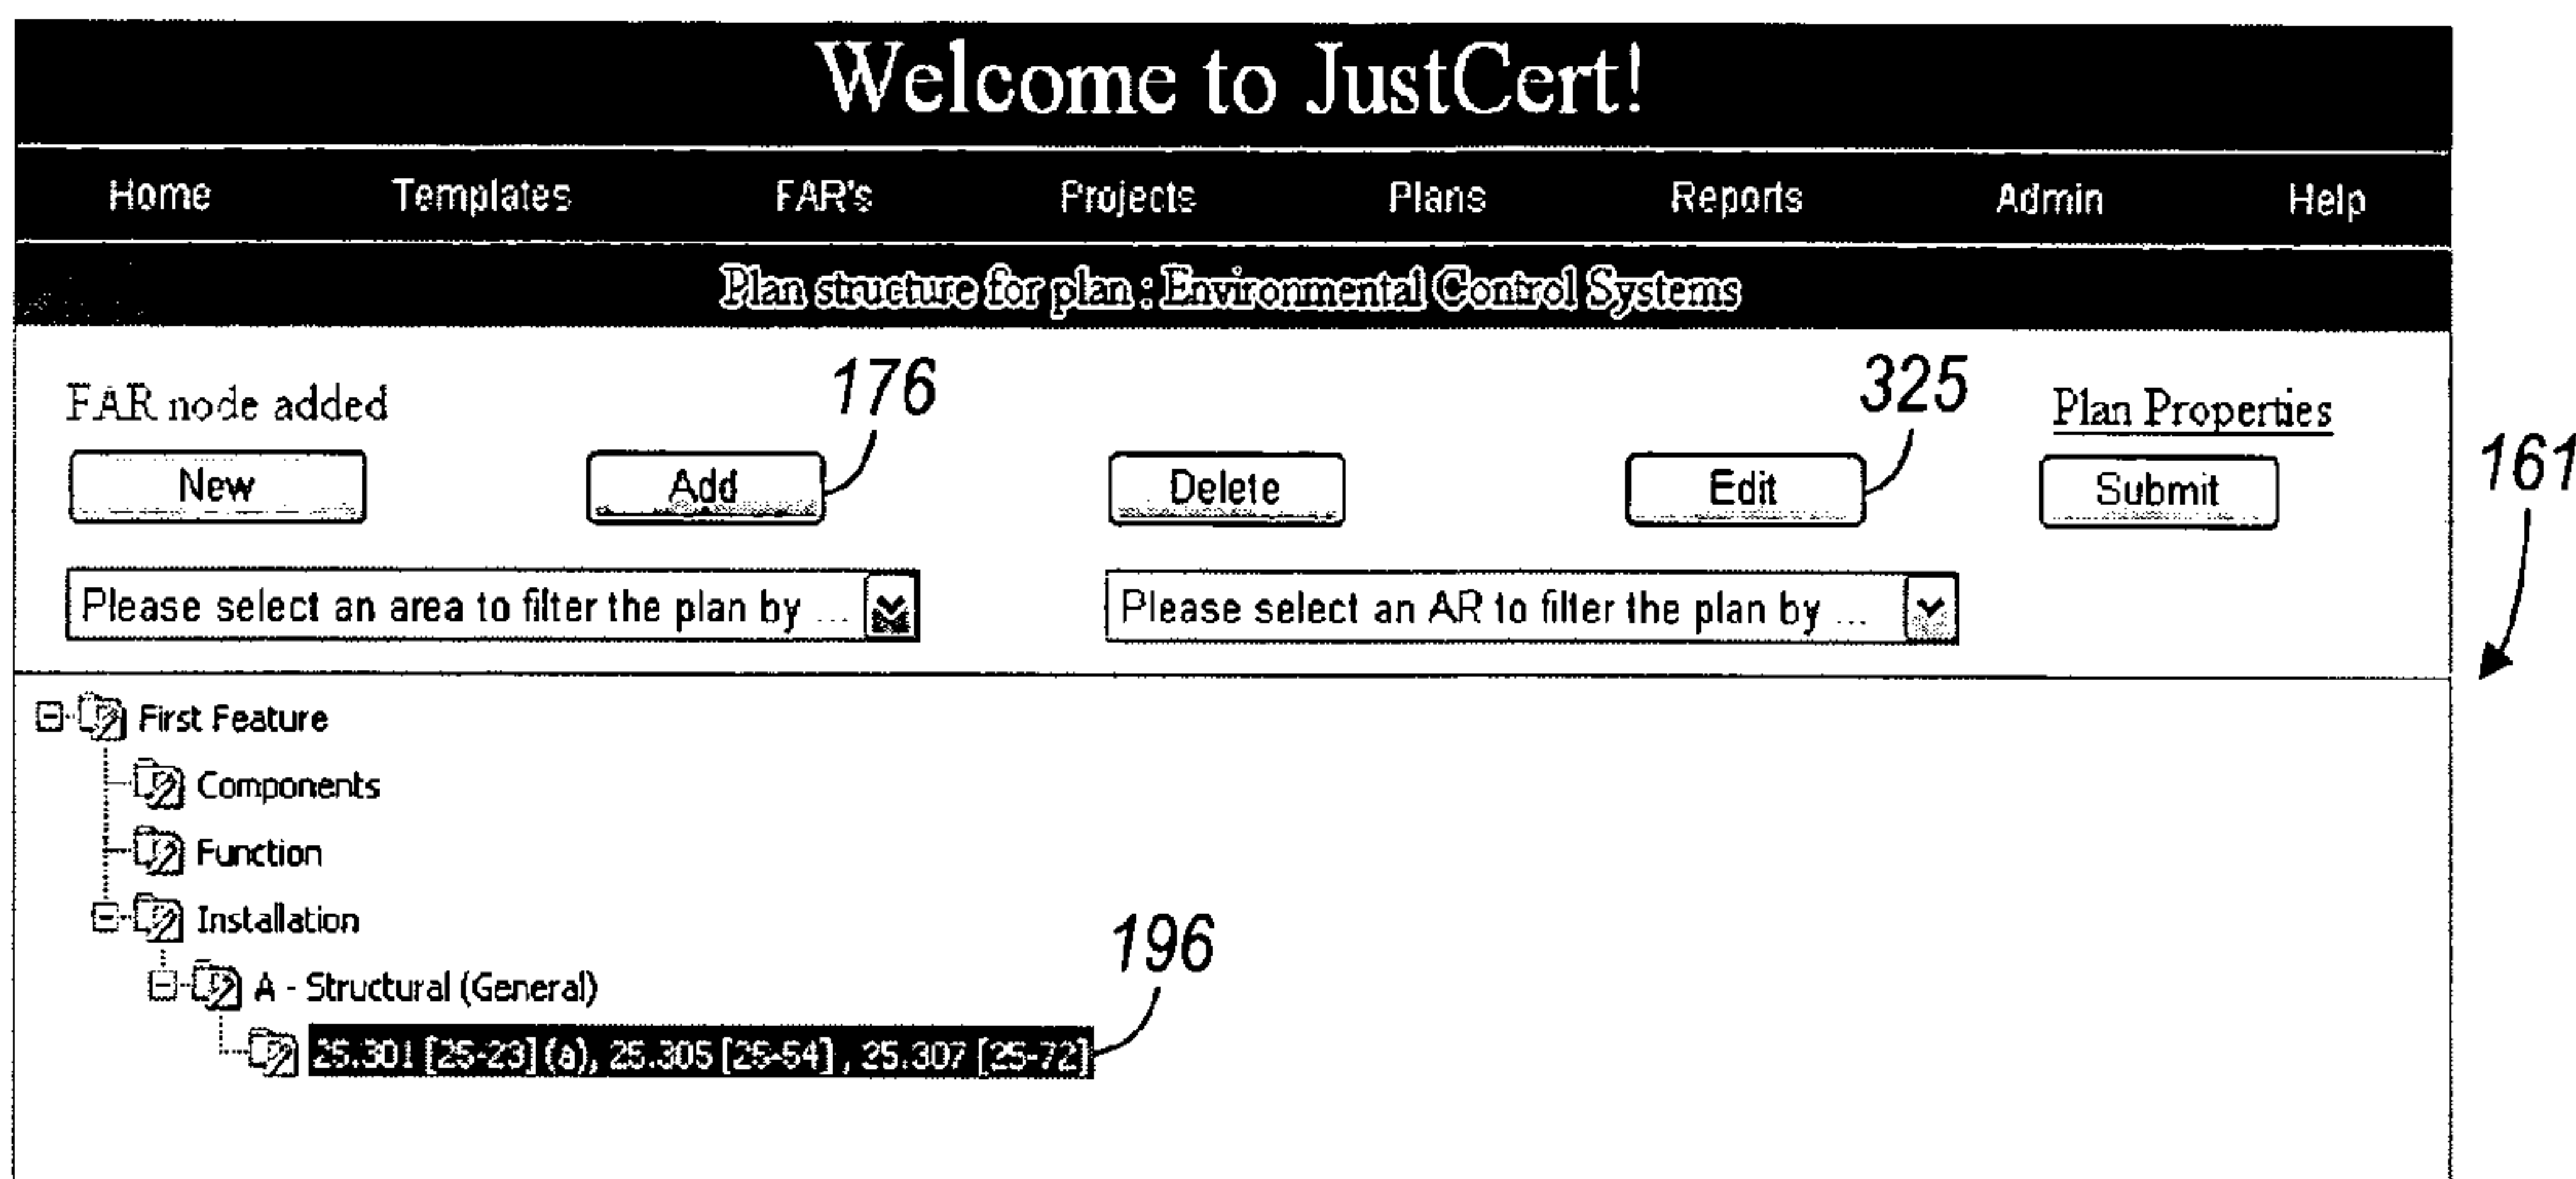 Welcome to JustCert!
Home Templates FAR's Projects Plans Reports Admin Help
Plan structure for plan : Environmental Control Systems
FAR node added 176 325 Plan Properties
161
New Add Delete Edit Submit
Please select an area to filter the plan by ... Please select an AR to filter the plan by ...
First Feature
Components
Function
Installation
196
A - Structural (General)
25.301 [25-23] (a), 25.305 [25-54] , 25.307 [25-72]